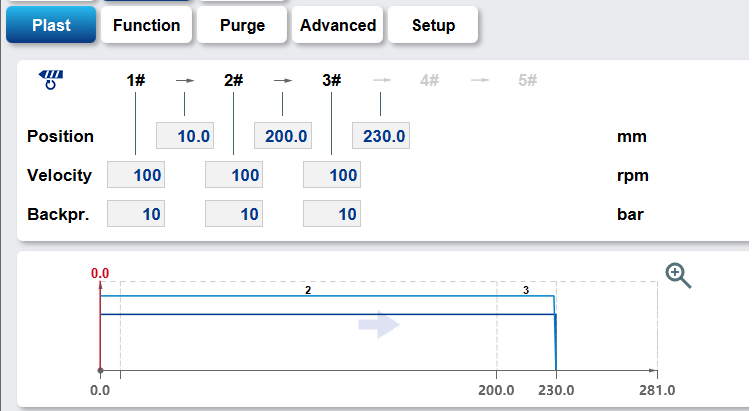 Plast Function Purge Advanced Setup
1# → 2# → 3# → 4# → 5#
Position 10.0 200.0 230.0 mm
Velocity 100 100 100 rpm
Backpr. 10 10 10 bar
0.0
2 3
0.0 200.0 230.0 281.0